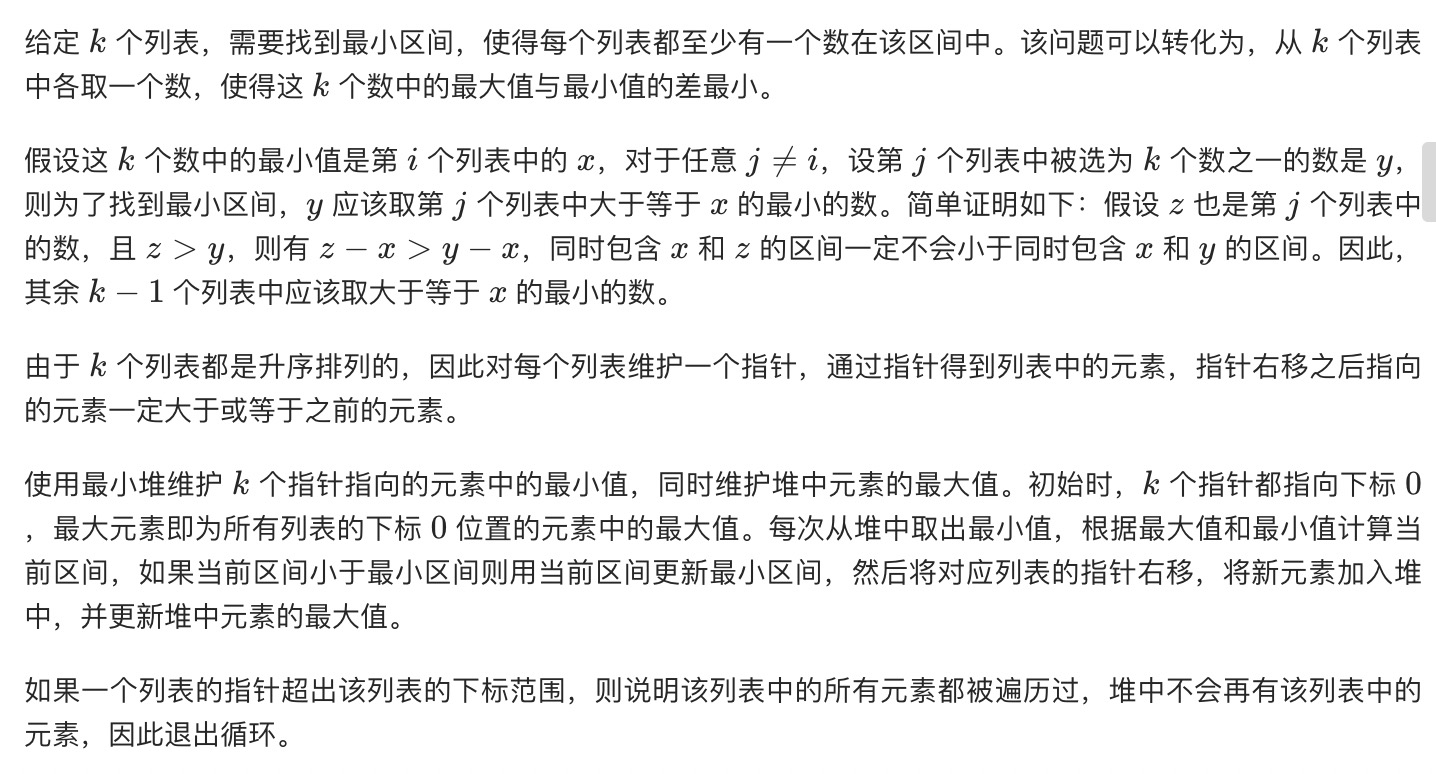 给定 k 个列表，需要找到最小区间，使得每个列表都至少有一个数在该区间中。该问题可以转化为，从 k 个列表
中各取一个数，使得这 k 个数中的最大值与最小值的差最小。
假设这 k 个数中的最小值是第 i 个列表中的 x，对于任意 j ≠ i，设第 j 个列表中被选为 k 个数之一的数是 y，
则为了找到最小区间，y 应该取第 j 个列表中大于等于 x 的最小的数。简单证明如下：假设 z 也是第 j 个列表中
的数，且 z > y，则有 z − x > y − x，同时包含 x 和 z 的区间一定不会小于同时包含 x 和 y 的区间。因此，
其余 k − 1 个列表中应该取大于等于 x 的最小的数。
由于 k 个列表都是升序排列的，因此对每个列表维护一个指针，通过指针得到列表中的元素，指针右移之后指向
的元素一定大于或等于之前的元素。
使用最小堆维护 k 个指针指向的元素中的最小值，同时维护堆中元素的最大值。初始时，k 个指针都指向下标 0
，最大元素即为所有列表的下标 0 位置的元素中的最大值。每次从堆中取出最小值，根据最大值和最小值计算当
前区间，如果当前区间小于最小区间则用当前区间更新最小区间，然后将对应列表的指针右移，将新元素加入堆
中，并更新堆中元素的最大值。
如果一个列表的指针超出该列表的下标范围，则说明该列表中的所有元素都被遍历过，堆中不会再有该列表中的
元素，因此退出循环。